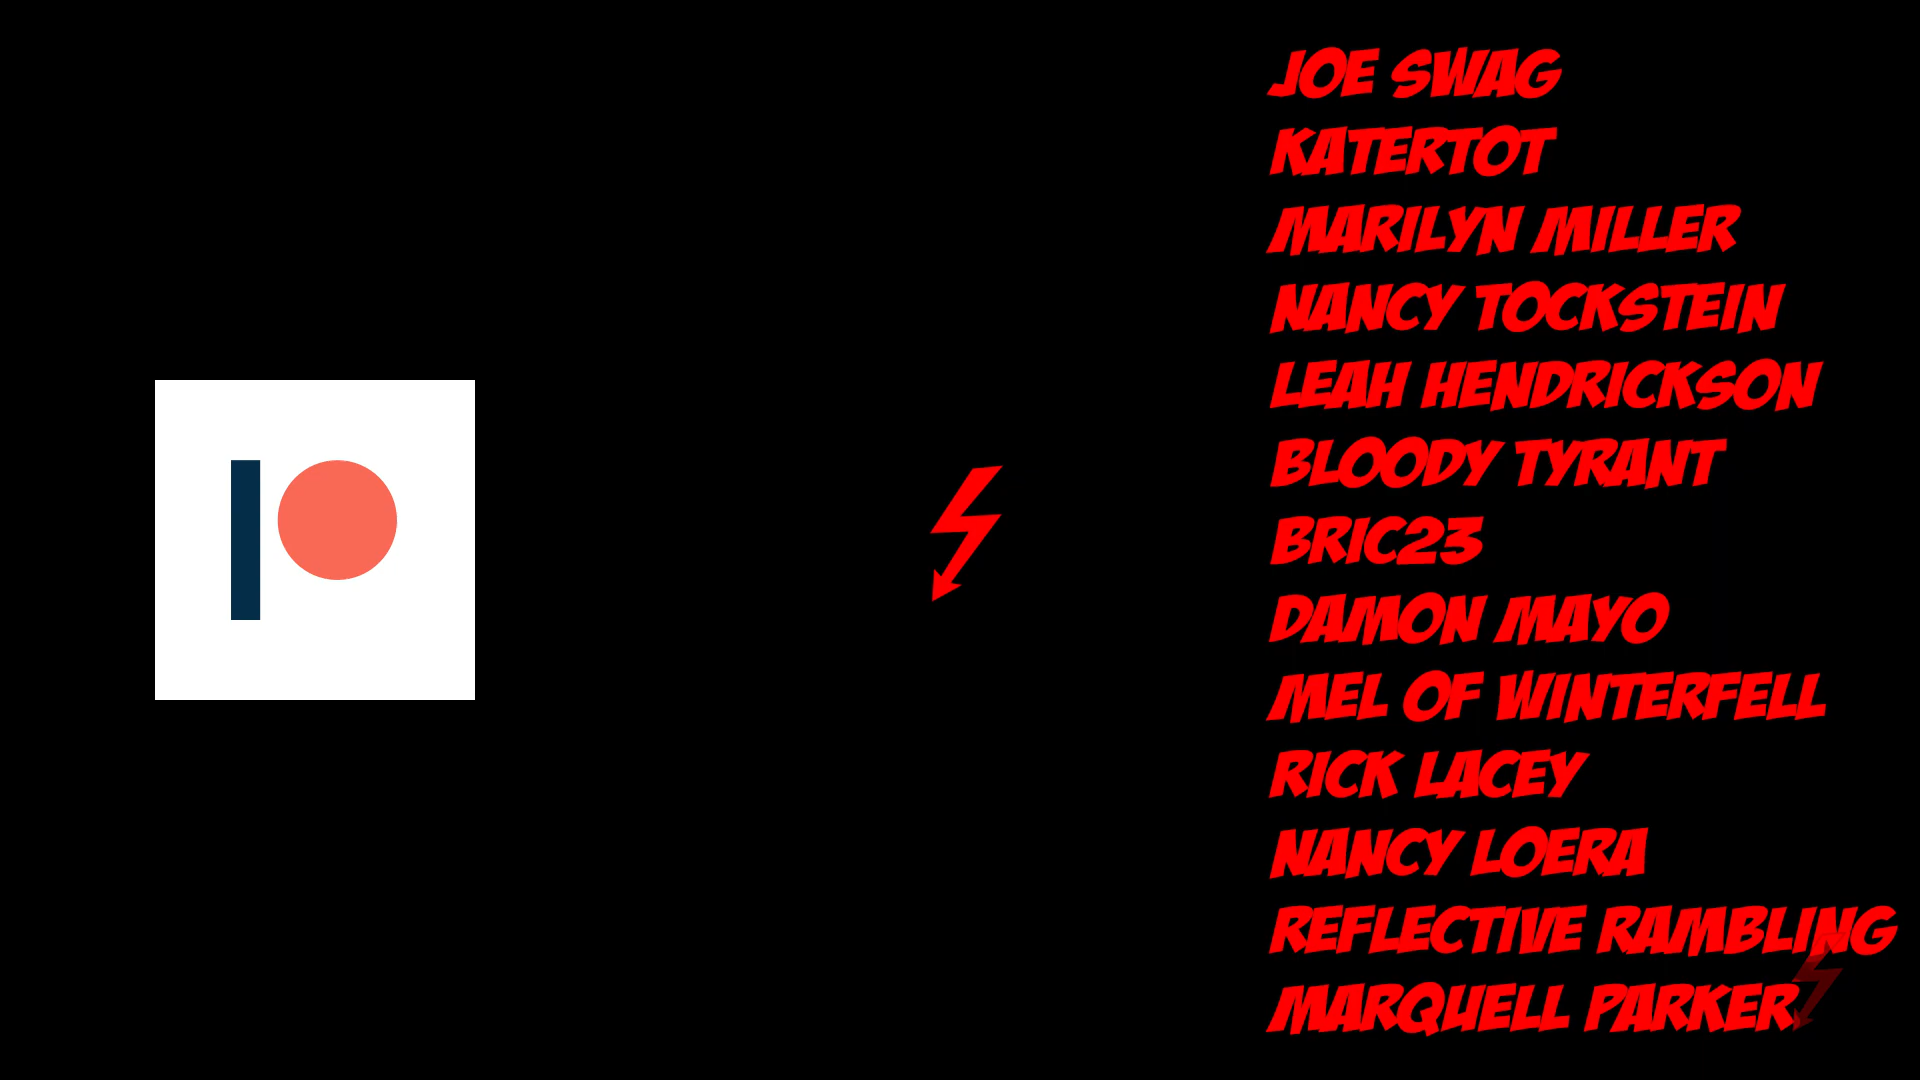 JOE SWAG
KATERTOT
MARILYN MILLER
NANCY TOCKSTEIN
LEAH HENDRICKSON
BLOODY TYRANT
BRIC23
DAMON MAYO
MEL OF WINTERFELL
RICK LACEY
NANCY LOERA
REFLECTIVE RAMBLING
MARQUELL PARKER